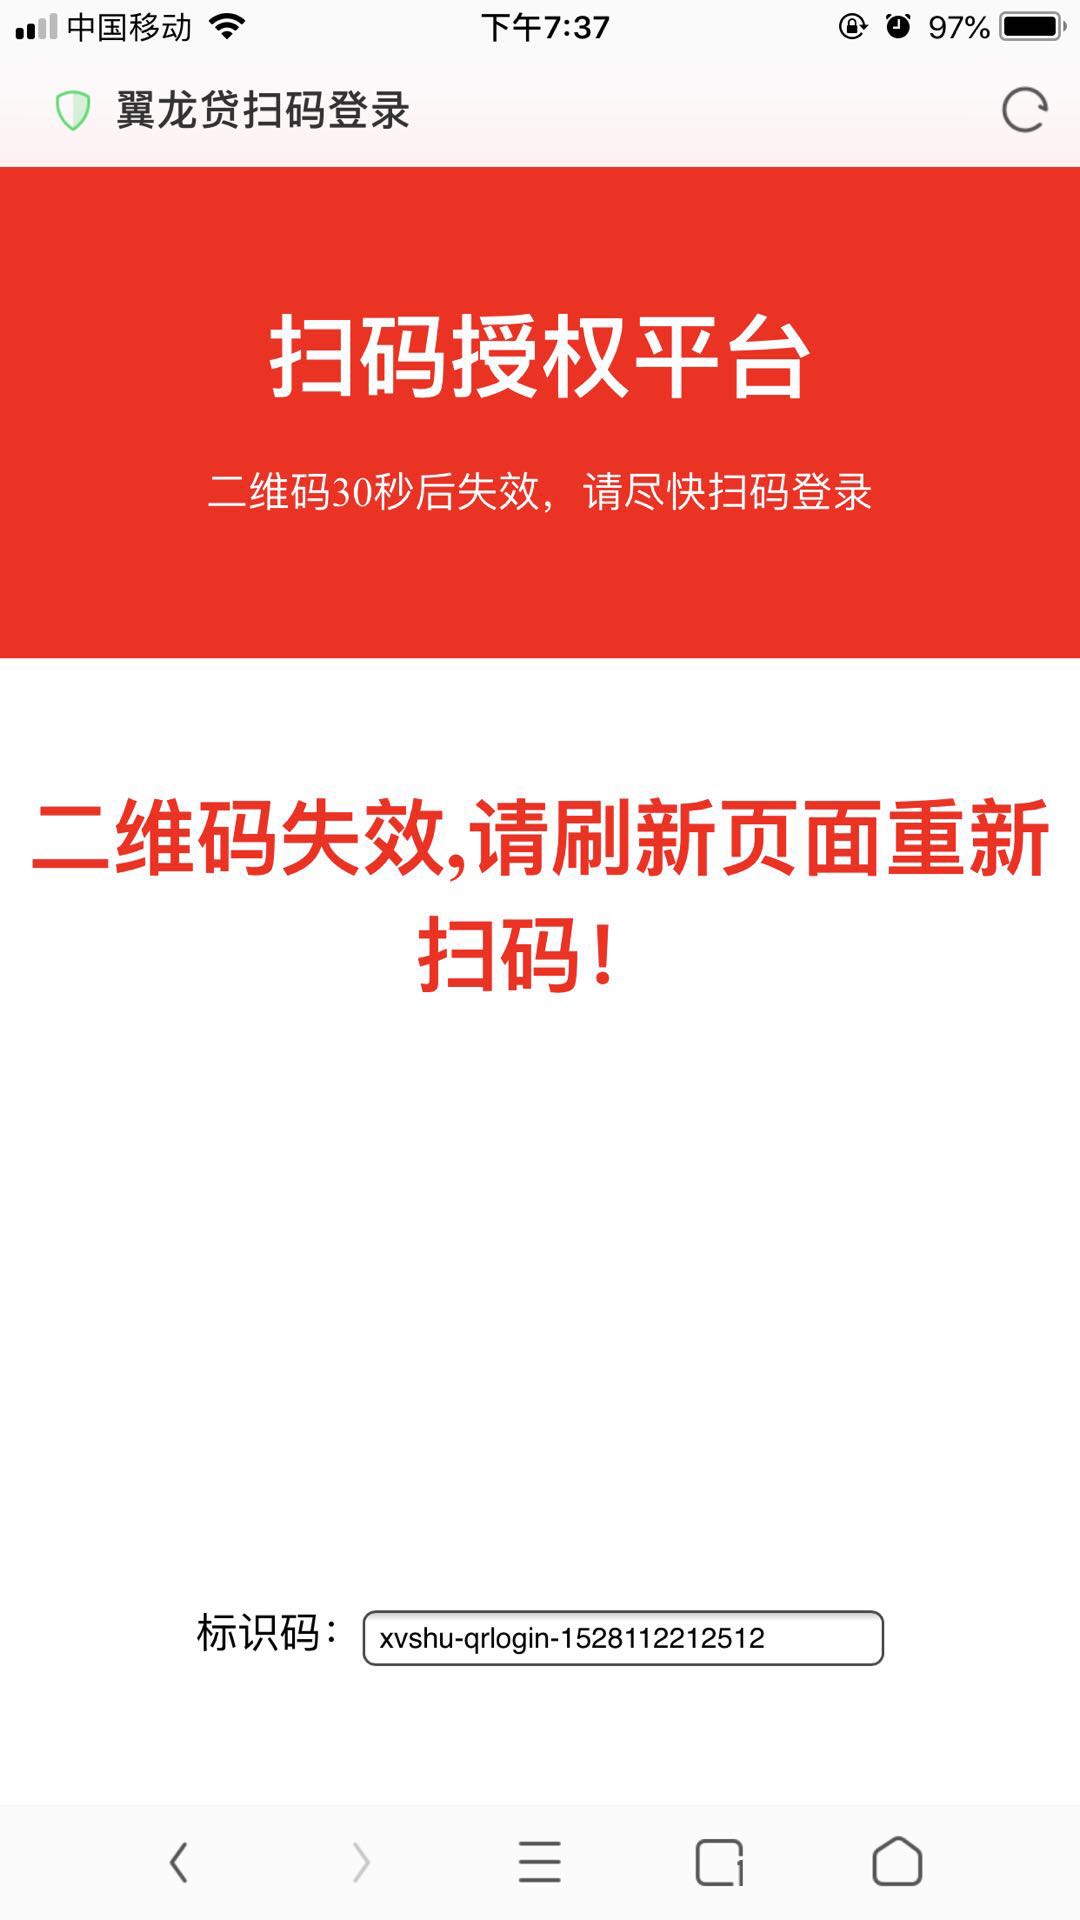 中国移动 下午7:37 97%
翼龙贷扫码登录
扫码授权平台
二维码30秒后失效，请尽快扫码登录
二维码失效,请刷新页面重新
扫码！
标识码： xvshu-qrlogin-1528112212512
1